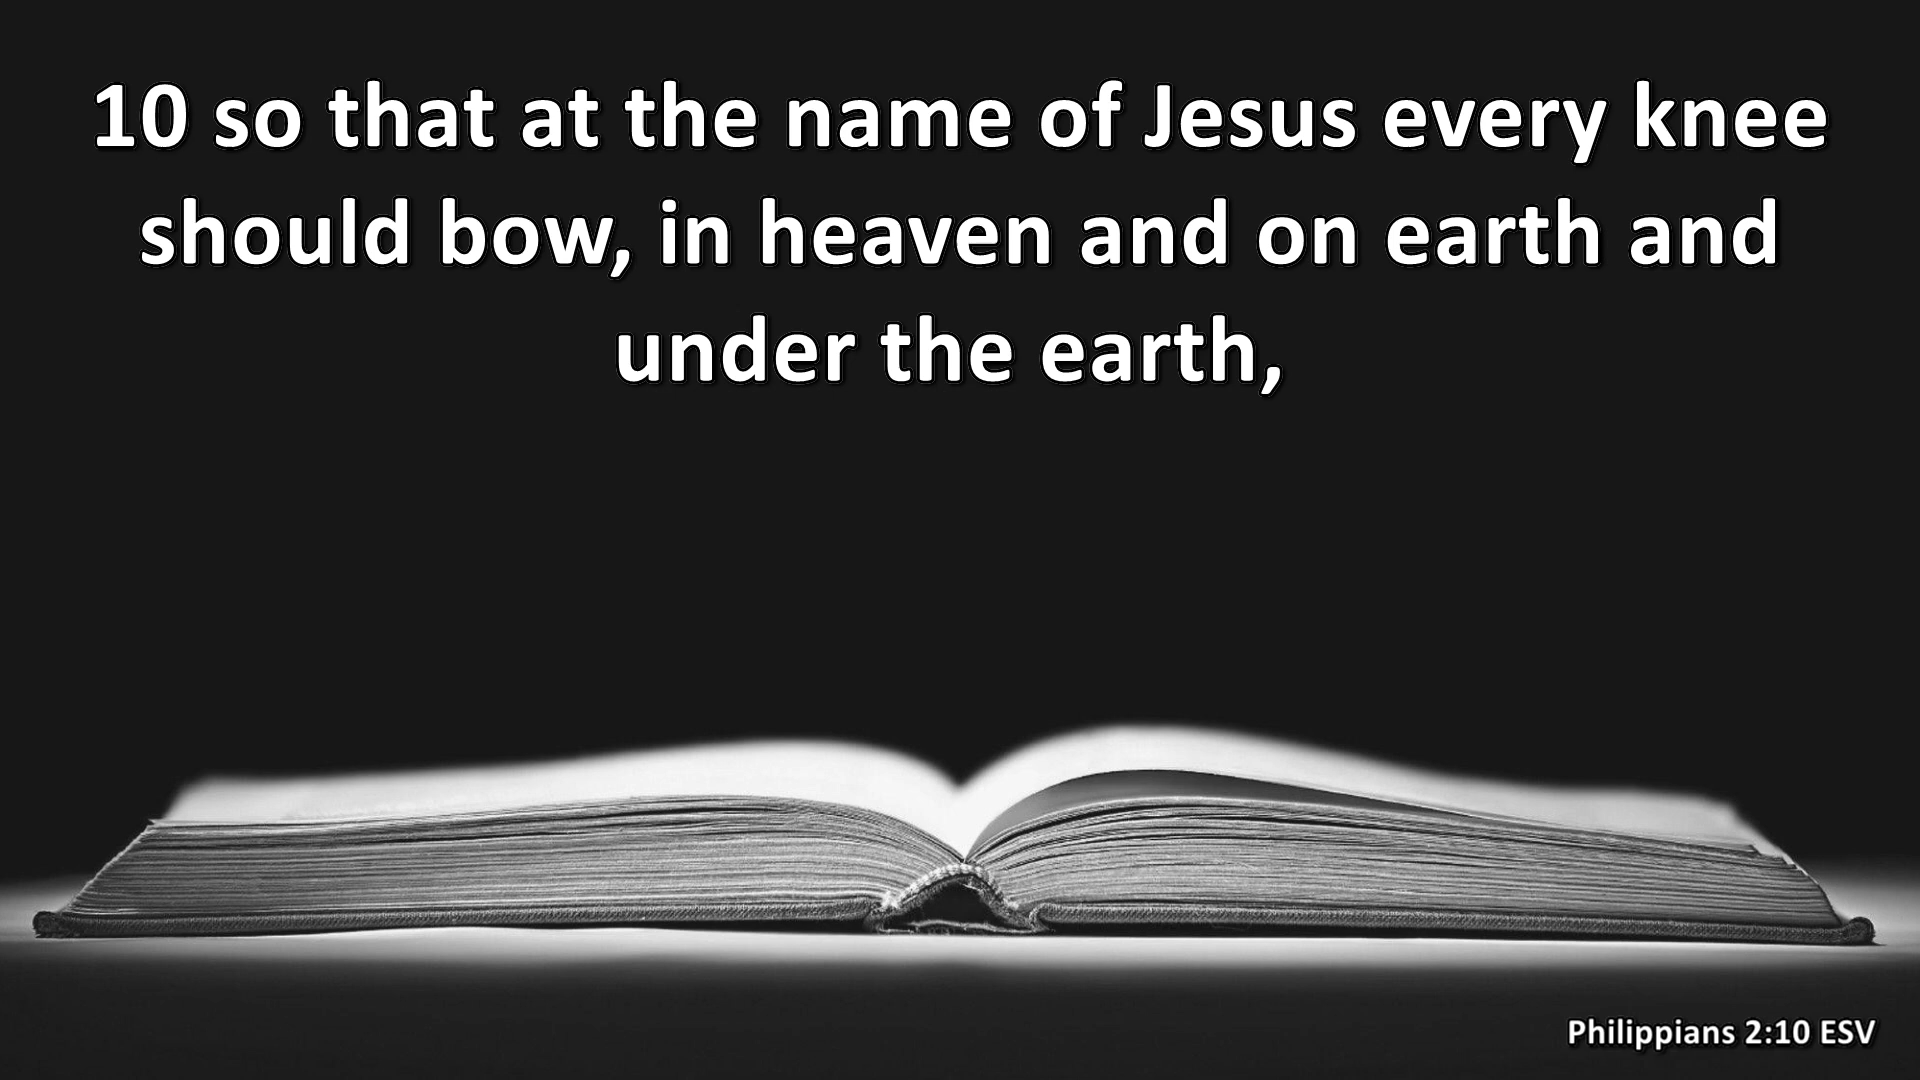 10 so that at the name of Jesus every knee
should bow, in heaven and on earth and
under the earth,
Philippians 2:10 ESV